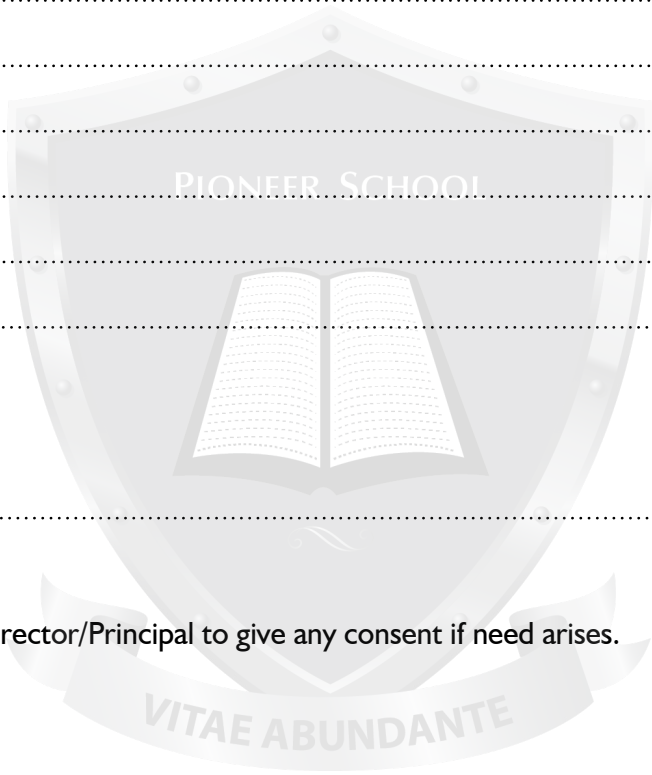 PIONEER SCHOOL
rector/Principal to give any consent if need arises.
VITAE ABUNDANTE